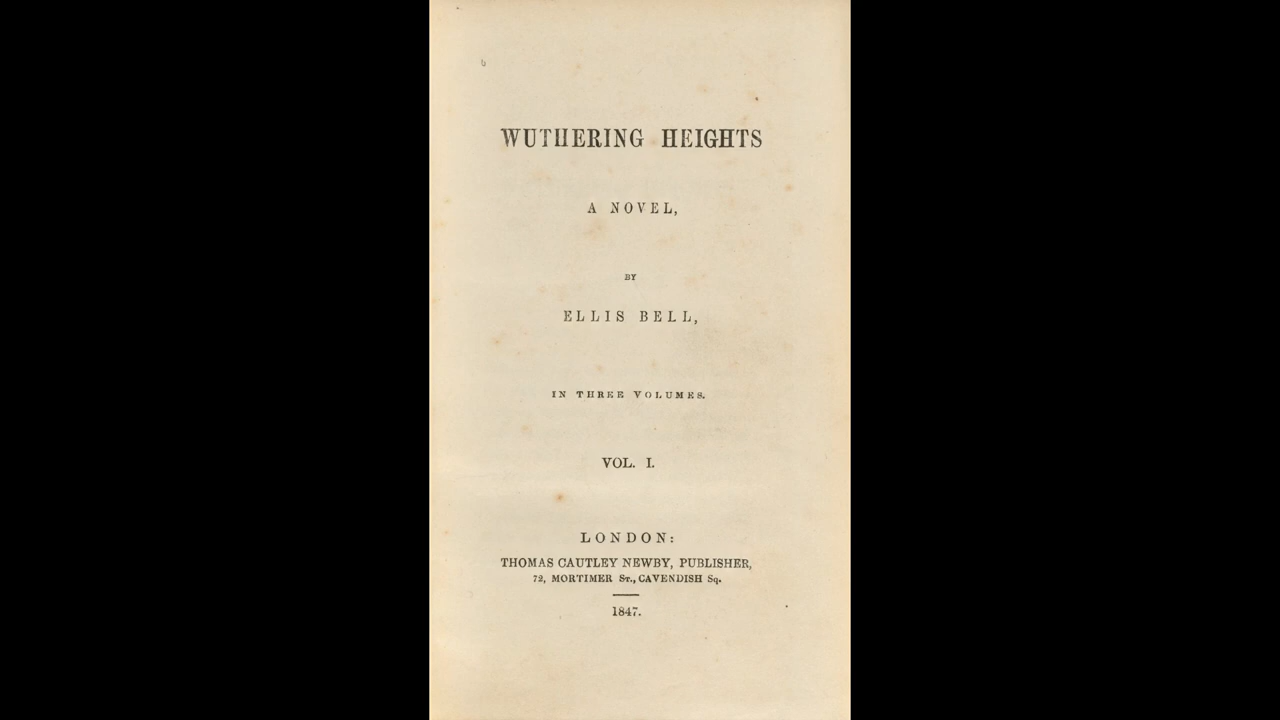 WUTHERING HEIGHTS
A NOVEL,
BY
ELLIS BELL,
IN THREE VOLUMES.
VOL. I.
LONDON:
THOMAS CAUTLEY NEWBY, PUBLISHER,
72, MORTIMER St., CAVENDISH Sq.
1847.